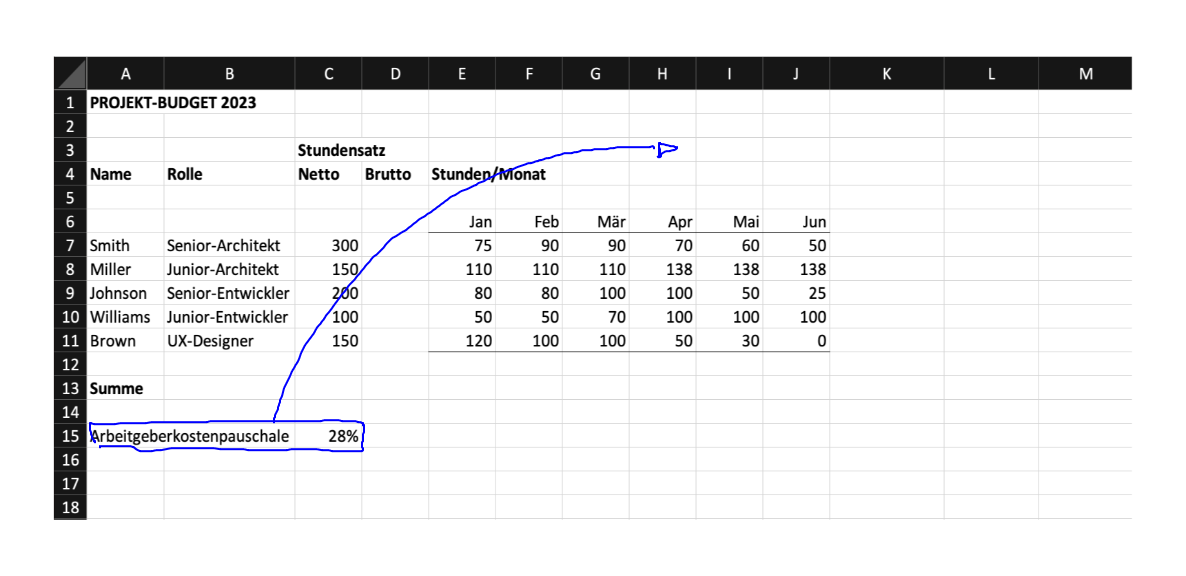 A B C D E F G H I J K L M
1 PROJEKT-BUDGET 2023
2
3 Stundensatz
4 Name Rolle Netto Brutto Stunden/Monat
5
6 Jan Feb Mär Apr Mai Jun
7 Smith Senior-Architekt 300 75 90 90 70 60 50
8 Miller Junior-Architekt 150 110 110 110 138 138 138
9 Johnson Senior-Entwickler 200 80 80 100 100 50 25
10 Williams Junior-Entwickler 100 50 50 70 100 100 100
11 Brown UX-Designer 150 120 100 100 50 30 0
12
13 Summe
14
15 Arbeitgeberkostenpauschale 28%
16
17
18